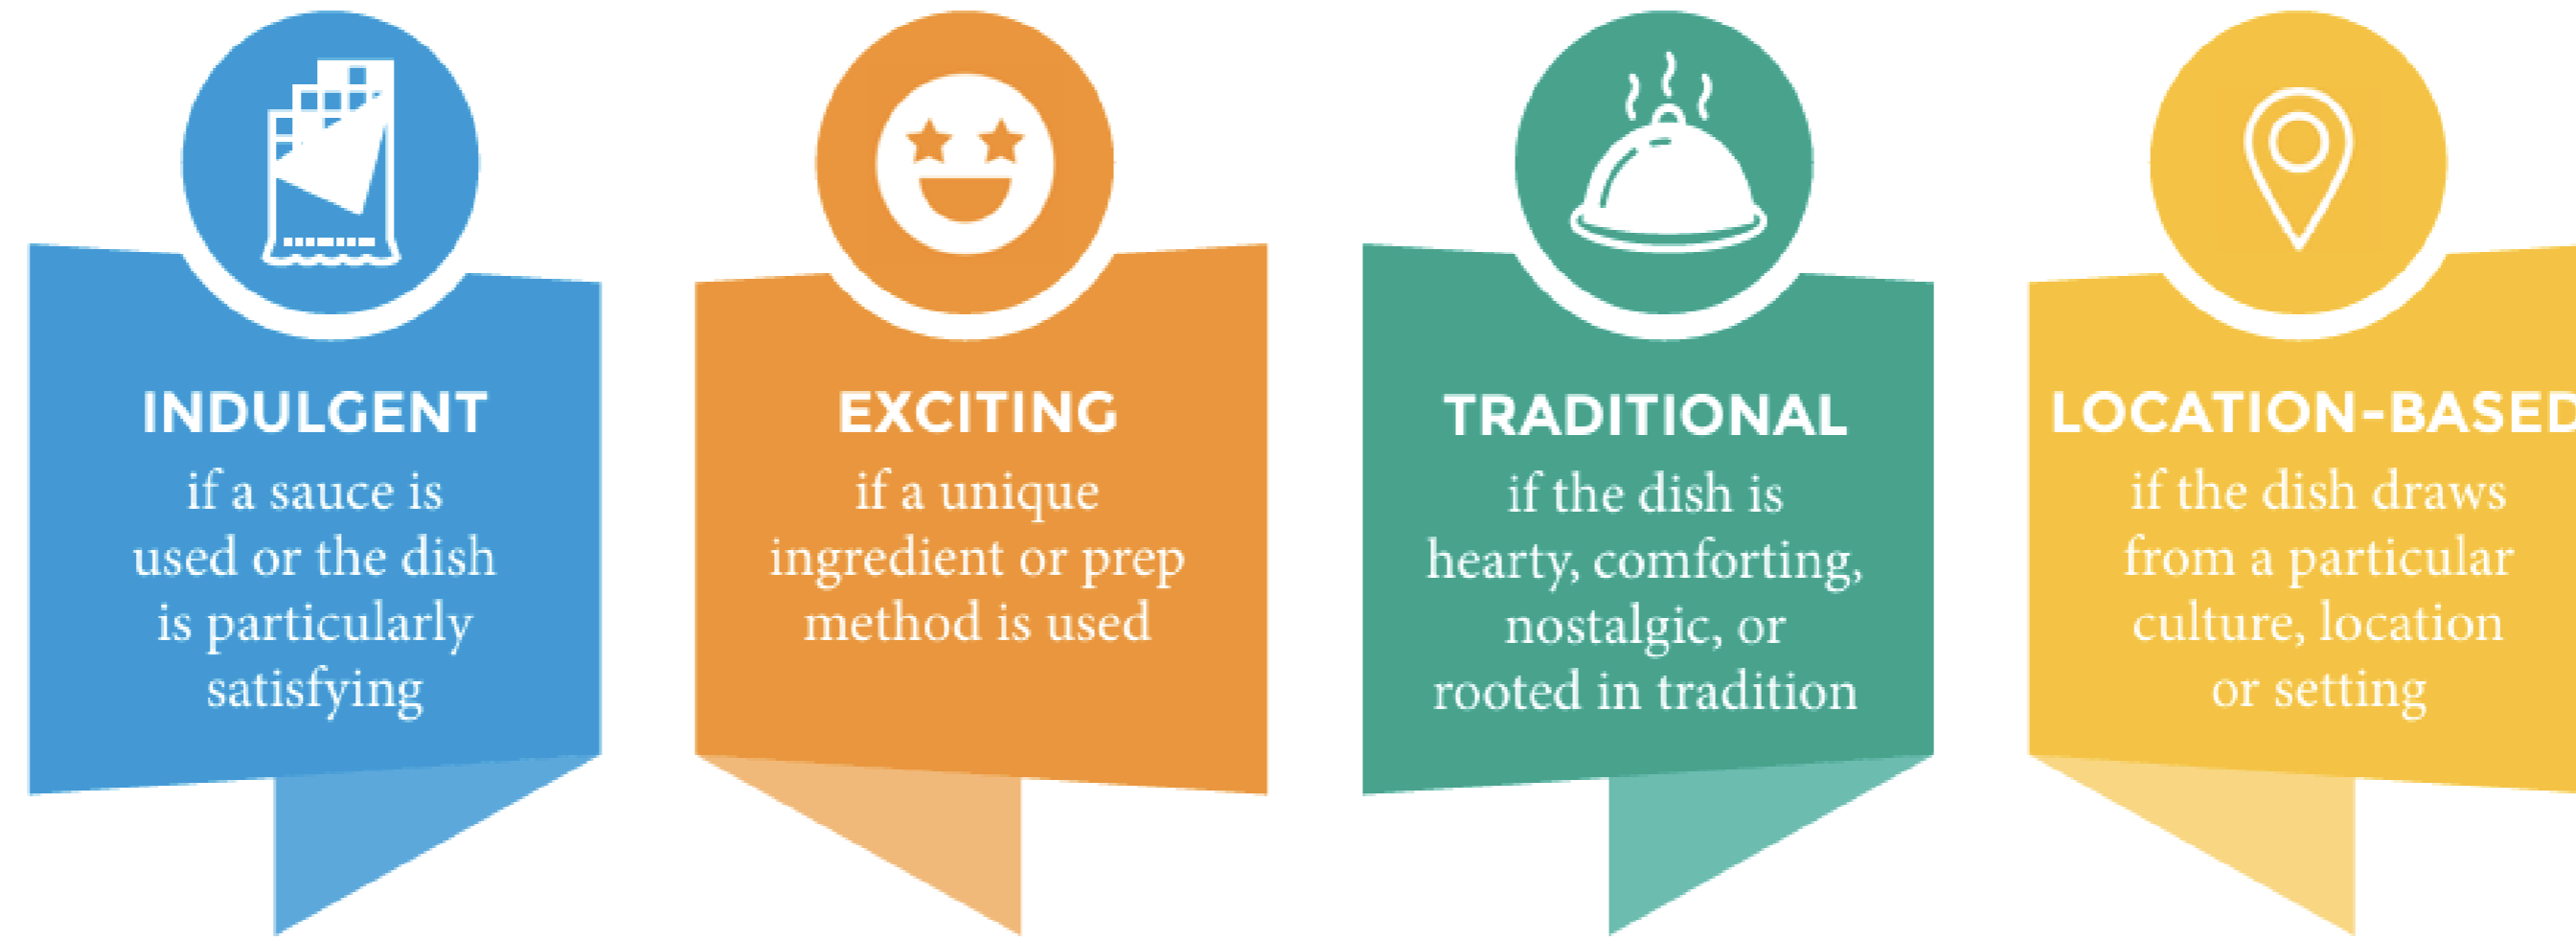 INDULGENT
if a sauce is
used or the dish
is particularly
satisfying
EXCITING
if a unique
ingredient or prep
method is used
TRADITIONAL
if the dish is
hearty, comforting,
nostalgic, or
rooted in tradition
LOCATION-BASED
if the dish draws
from a particular
culture, location
or setting